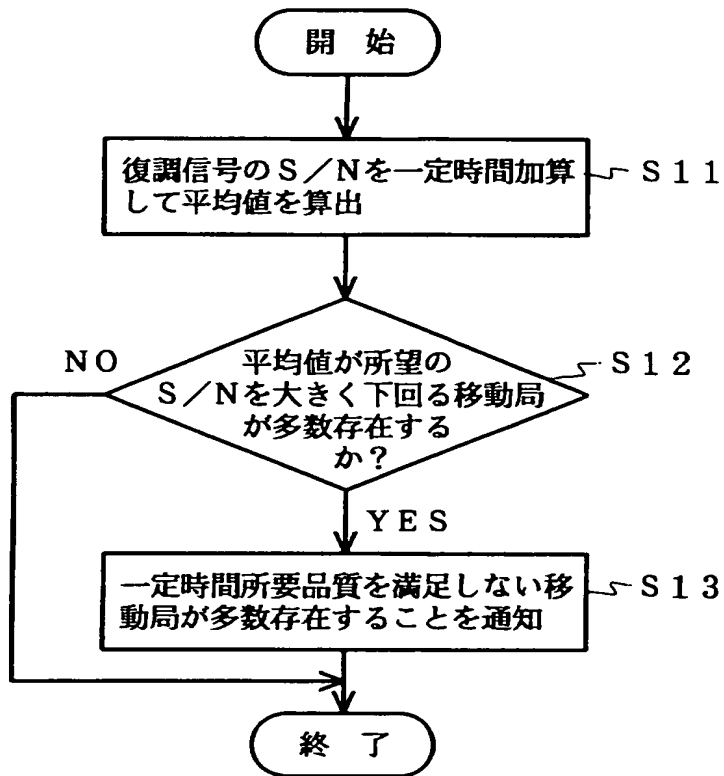 開 始
復調信号のS/Nを一定時間加算
して平均値を算出
S11
NO
平均値が所望の
S/Nを大きく下回る移動局
が多数存在する
か?
S12
YES
一定時間所要品質を満足しない移
動局が多数存在することを通知
S13
終 了